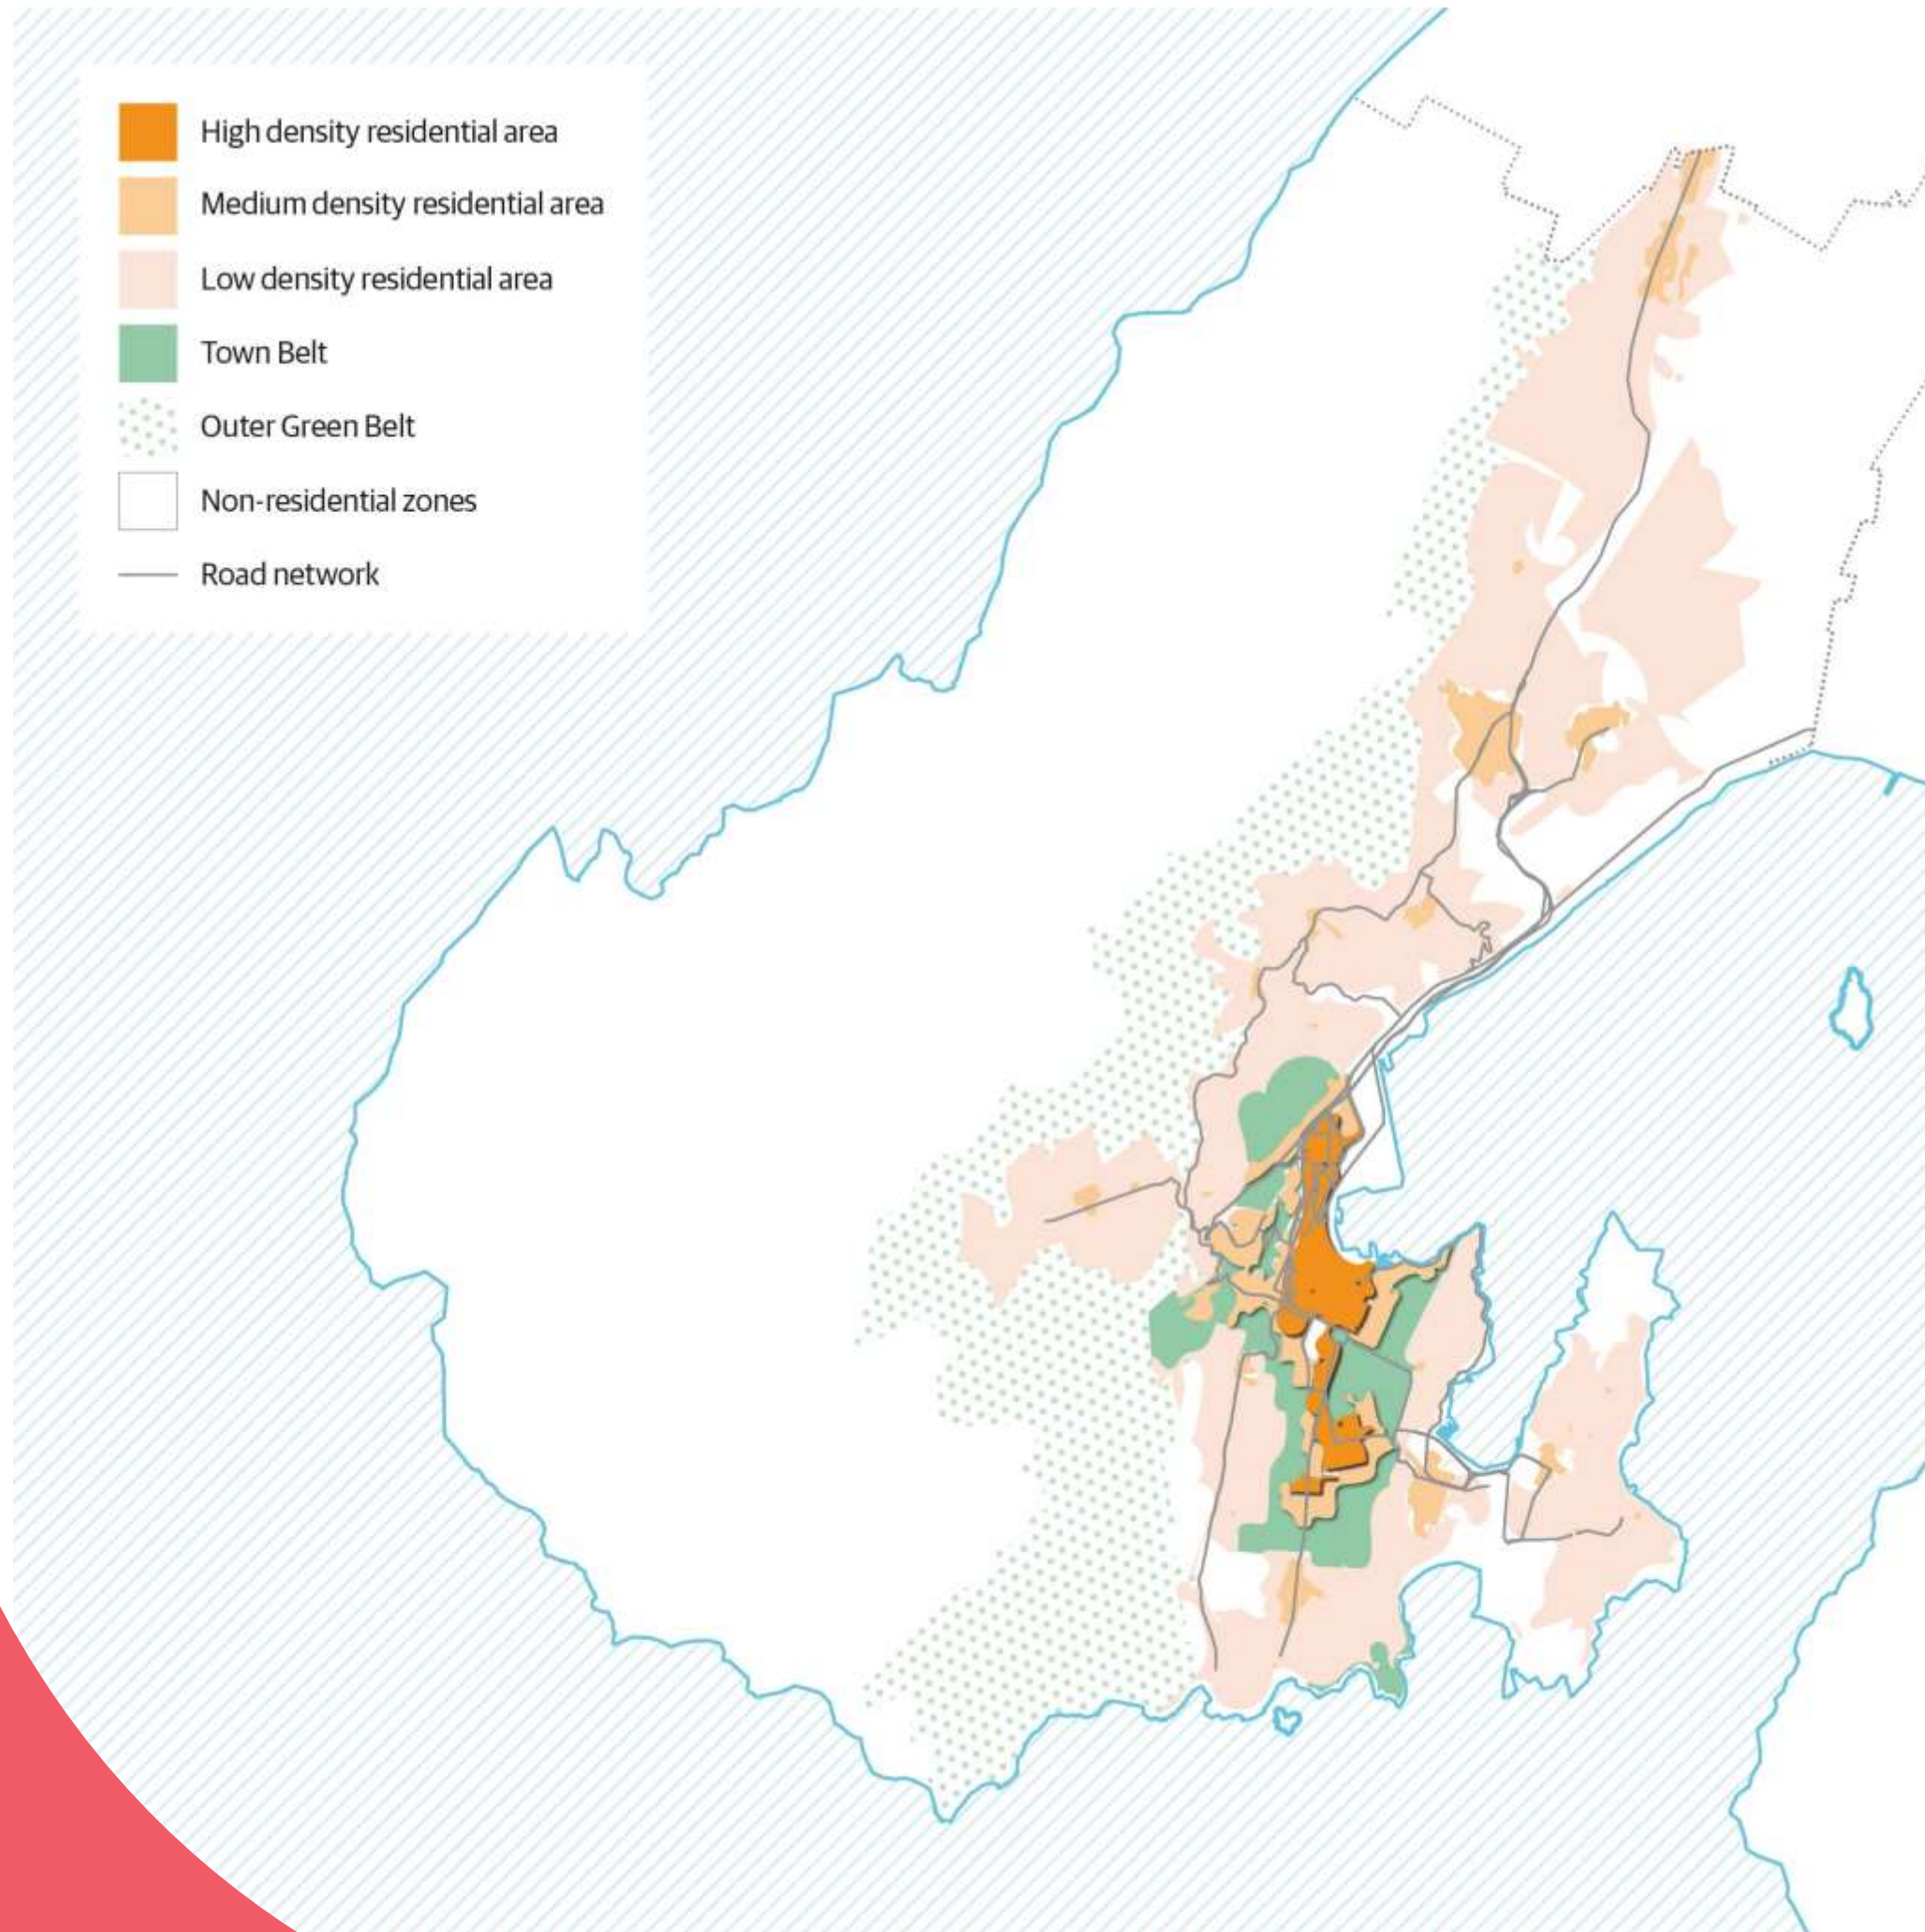 High density residential area
Medium density residential area
Low density residential area
Town Belt
Outer Green Belt
Non-residential zones
Road network